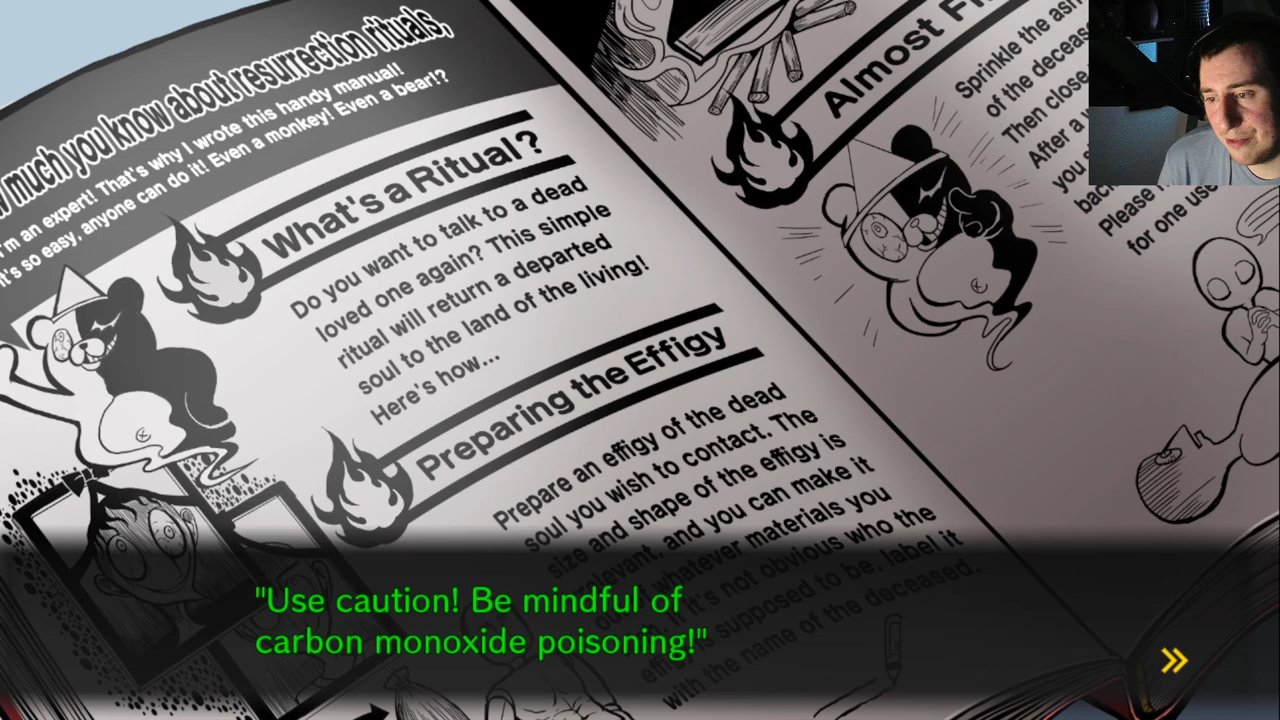 much you know about resurrection rituals,
I'm an expert! That's why I wrote this handy manual!
It's so easy, anyone can do it! Even a monkey! Even a bear!?
What's a Ritual?
Do you want to talk to a dead
loved one again? This simple
ritual will return a departed
soul to the land of the living!
Here's how...
Preparing the Effigy
Prepare an effigy of the dead
soul you wish to contact. The
size and shape of the effigy is
irrelevant, and you can make it
whatever materials you
it's not obvious who the
effigy supposed to be, label it
with the name of the deceased.
Almost
Sprinkle the
of the
Then close
After a
you
Please
for one use
"Use caution! Be mindful of
carbon monoxide poisoning!"